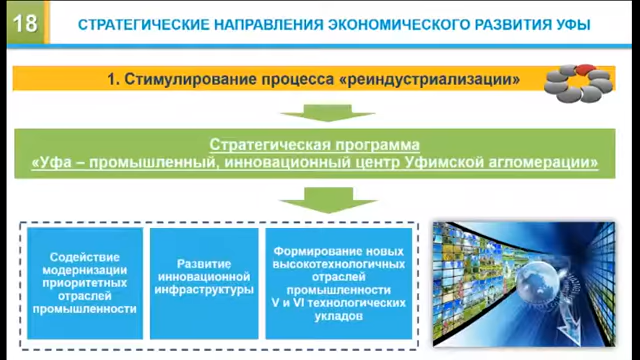 18
СТРАТЕГИЧЕСКИЕ НАПРАВЛЕНИЯ ЭКОНОМИЧЕСКОГО РАЗВИТИЯ УФЫ
1. Стимулирование процесса «реиндустриализации»
Стратегическая программа
«Уфа – промышленный, инновационный центр Уфимской агломерации»
Содействие
модернизации
приоритетных
отраслей
промышленности
Развитие
инновационной
инфраструктуры
Формирование новых
высокотехнологичных
отраслей
промышленности
V и VI технологических
укладов